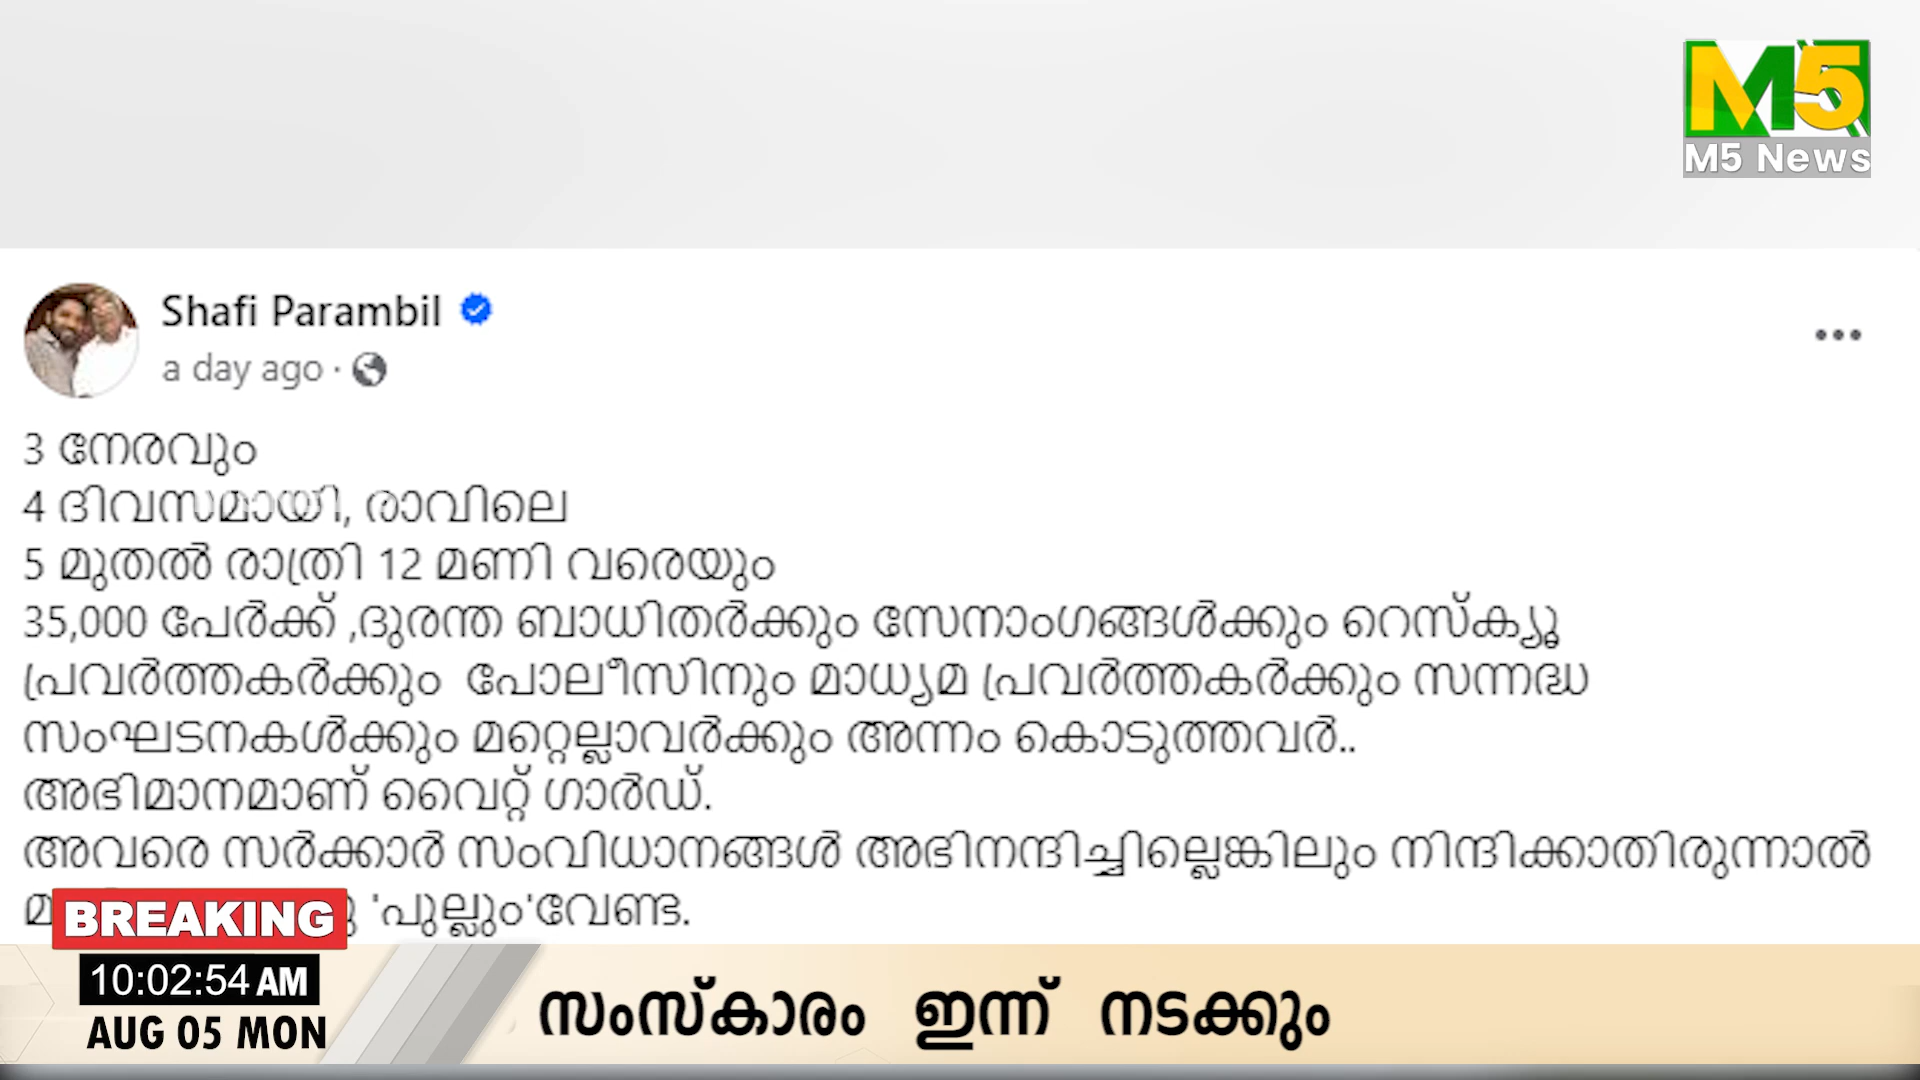 M5
M5 News
Shafi Parambil
a day ago ·
3 നേരവും
4 ദിവസമായി, രാവിലെ
5 മുതൽ രാത്രി 12 മണി വരെയും
35,000 പേർക്ക് ,ദുരന്ത ബാധിതർക്കും സേനാംഗങ്ങൾക്കും റെസ്ക്യൂ
പ്രവർത്തകർക്കും പോലീസിനും മാധ്യമ പ്രവർത്തകർക്കും സന്നദ്ധ
സംഘടനകൾക്കും മറ്റെല്ലാവർക്കും അന്നം കൊടുത്തവർ..
അഭിമാനമാണ് വൈറ്റ് ഗാർഡ്.
അവരെ സർക്കാർ സംവിധാനങ്ങൾ അഭിനന്ദിച്ചില്ലെങ്കിലും നിന്ദിക്കാതിരുന്നാൽ
'പുല്ലും'വേണ്ട.
BREAKING
10:02:54 AM
AUG 05 MON
സംസ്കാരം ഇന്ന് നടക്കും